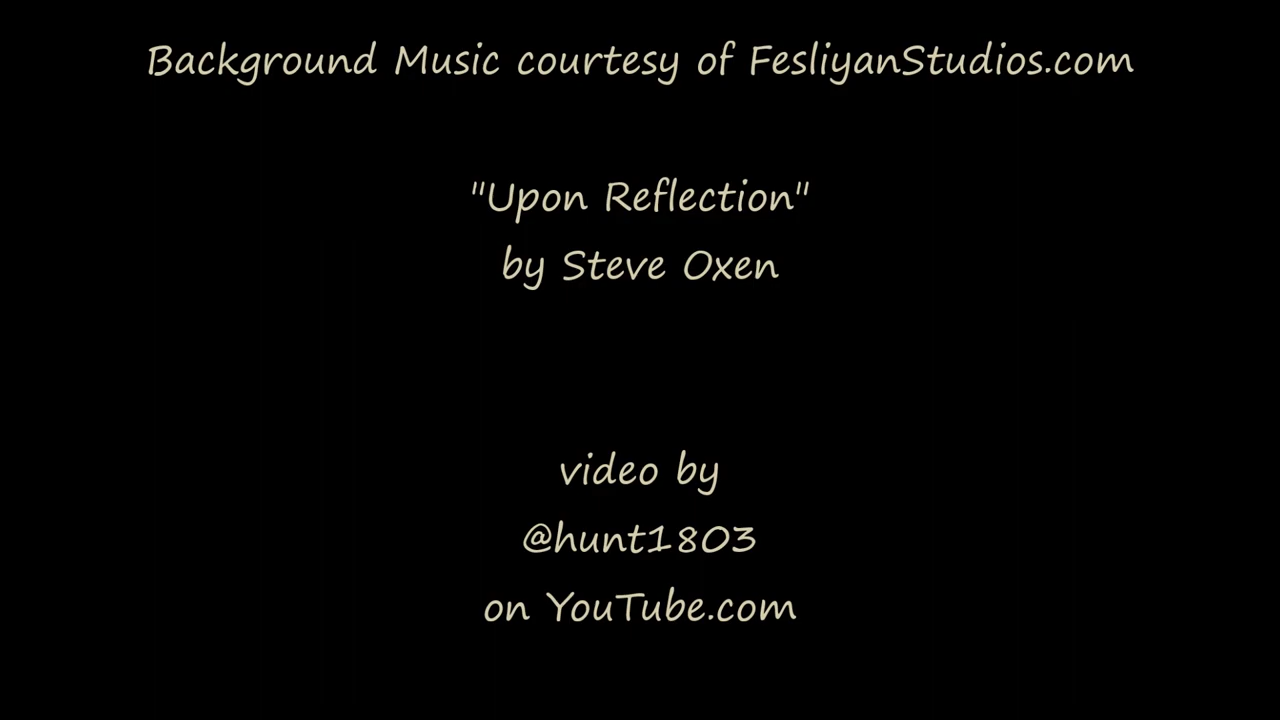 Background Music courtesy of FesliyanStudios.com
"Upon Reflection"
by Steve Oxen
video by
@hunt1803
on YouTube.com